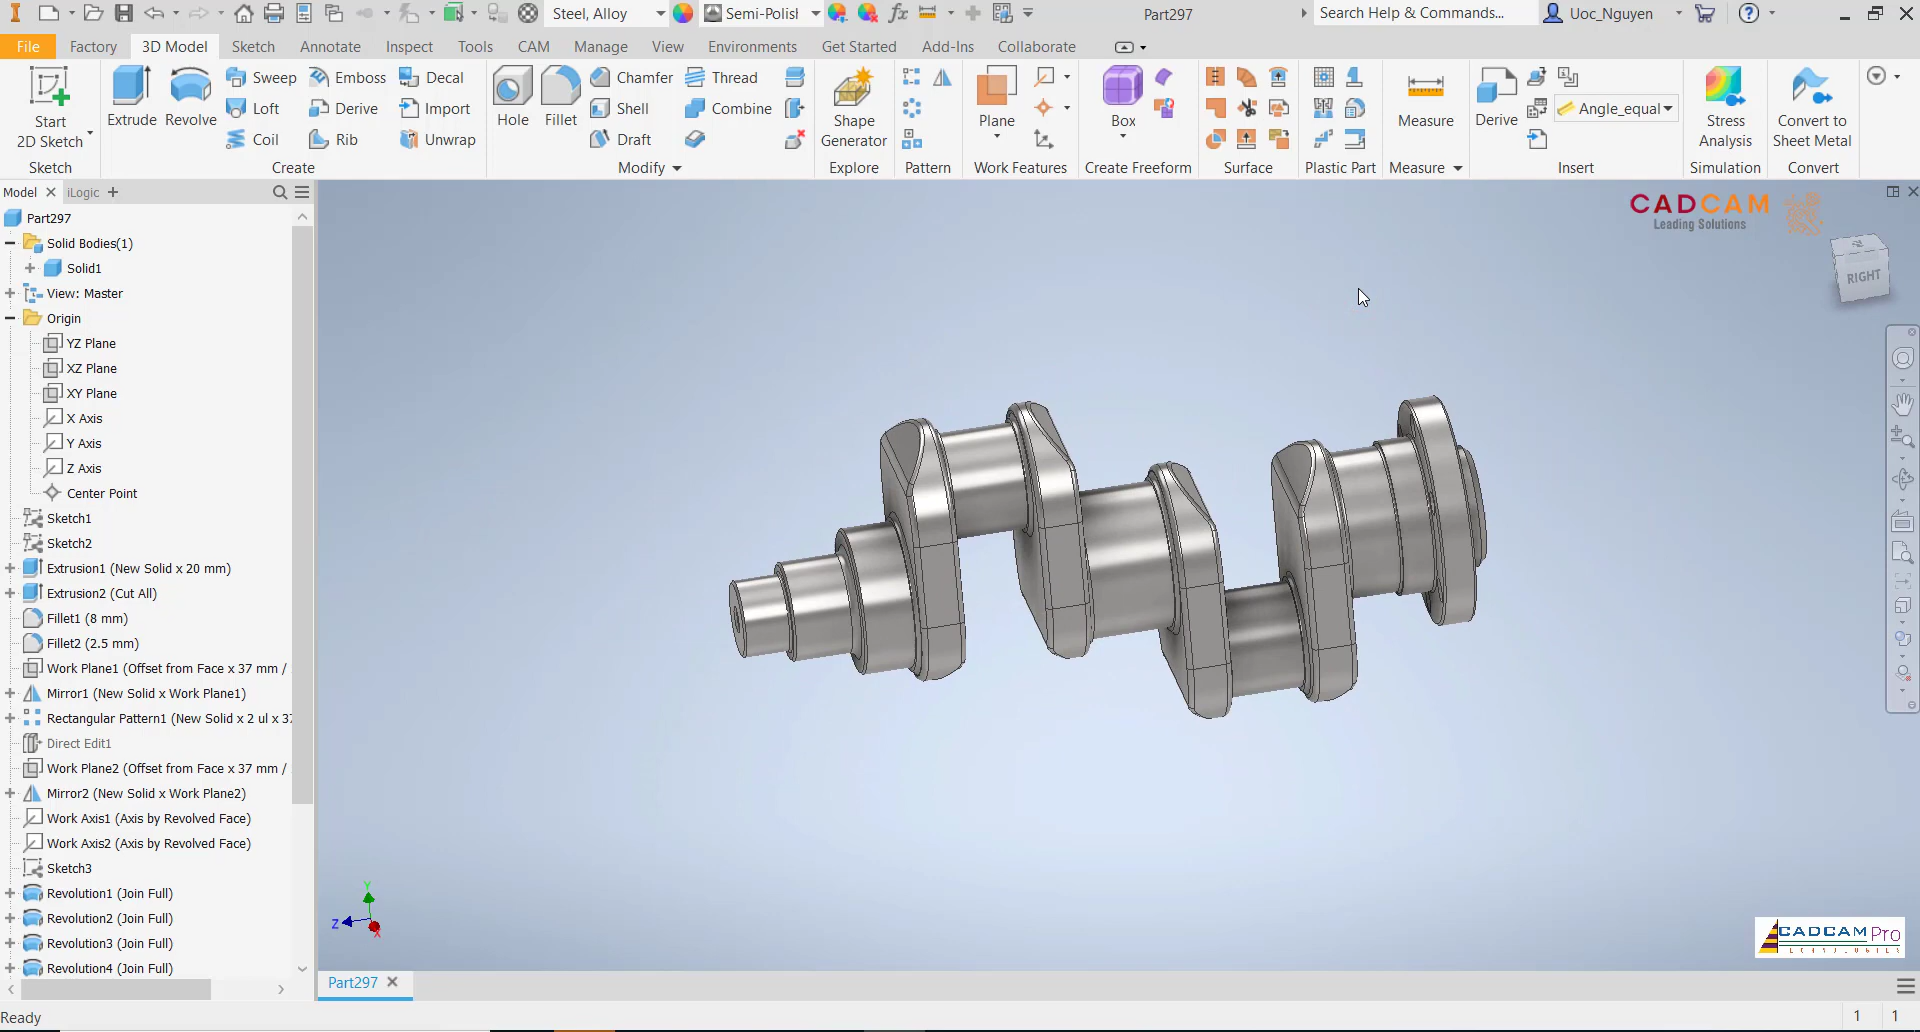 Steel, Alloy
Semi-Polisl
fx
Part297
Search Help & Commands...
Uoc_Nguyen
File
Factory
3D Model
Sketch
Annotate
Inspect
Tools
CAM
Manage
View
Environments
Get Started
Add-Ins
Collaborate
Start
2D Sketch
Sketch
Extrude
Revolve
Sweep
Loft
Coil
Emboss
Derive
Rib
Decal
Import
Unwrap
Create
Hole
Fillet
Chamfer
Shell
Draft
Thread
Combine
Modify
Shape
Generator
Explore
Pattern
Plane
Work Features
Box
Create Freeform
Surface
Plastic Part
Measure
Measure
Derive
Angle_equal
Insert
Stress
Analysis
Simulation
Convert to
Sheet Metal
Convert
Model
iLogic
Part297
Solid Bodies(1)
Solid1
View: Master
Origin
YZ Plane
XZ Plane
XY Plane
X Axis
Y Axis
Z Axis
Center Point
Sketch1
Sketch2
Extrusion1 (New Solid x 20 mm)
Extrusion2 (Cut All)
Fillet1 (8 mm)
Fillet2 (2.5 mm)
Work Plane1 (Offset from Face x 37 mm /
Mirror1 (New Solid x Work Plane1)
Rectangular Pattern1 (New Solid x 2 ul x 37
Direct Edit1
Work Plane2 (Offset from Face x 37 mm /
Mirror2 (New Solid x Work Plane2)
Work Axis1 (Axis by Revolved Face)
Work Axis2 (Axis by Revolved Face)
Sketch3
Revolution1 (Join Full)
Revolution2 (Join Full)
Revolution3 (Join Full)
Revolution4 (Join Full)
CADCAM
Leading Solutions
RIGHT
Y
Z
X
CADCAM Pro
Part297
Ready
1
1